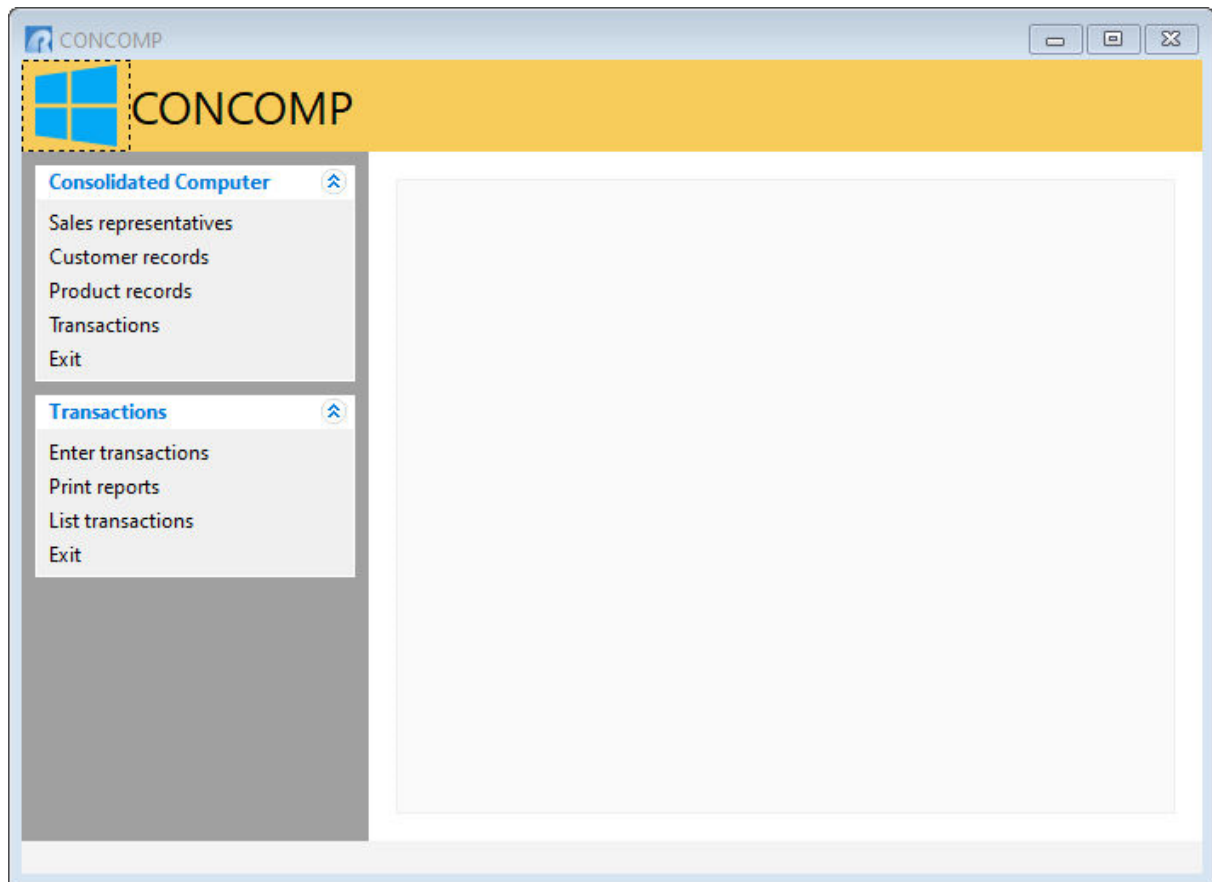 CONCOMP
CONCOMP
Consolidated Computer
Sales representatives
Customer records
Product records
Transactions
Exit
Transactions
Enter transactions
Print reports
List transactions
Exit